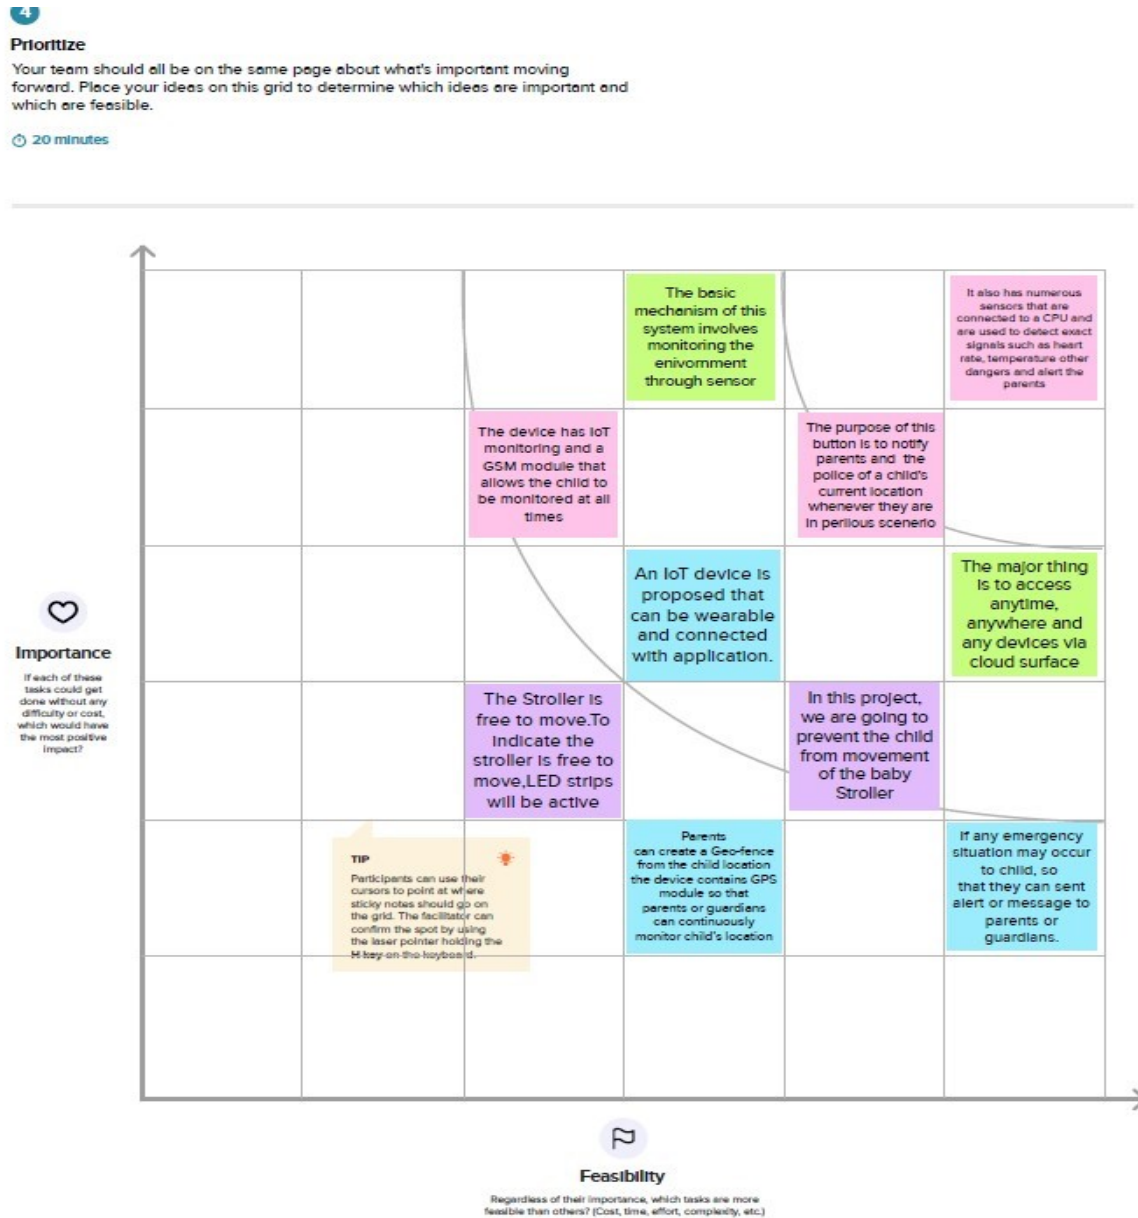 4
Prioritize
Your team should all be on the same page about what's important moving
forward. Place your ideas on this grid to determine which ideas are important and
which are feasible.
20 minutes
The basic
mechanism of this
system involves
monitoring the
enivornment
through sensor
It also has numerous
sensors that are
connected to a CPU and
are used to detect exact
signals such as heart
rate, temperature other
dangers and alert the
parents
The device has IoT
monitoring and a
GSM module that
allows the child to
be monitored at all
times
The purpose of this
button is to notify
parents and the
police of a child's
current location
whenever they are
in perilous scenerio
An IoT device is
proposed that
can be wearable
and connected
with application.
The major thing
is to access
anytime,
anywhere and
any devices via
cloud surface
Importance
If each of these
tasks could get
done without any
difficulty or cost,
which would have
the most positive
impact?
The Stroller is
free to move.To
indicate the
stroller is free to
move,LED strips
will be active
In this project,
we are going to
prevent the child
from movement
of the baby
Stroller
TIP
Participants can use their
cursors to point at where
sticky notes should go on
the grid. The facilitator can
confirm the spot by using
the laser pointer holding the
H key on the keyboard.
Parents
can create a Geo-fence
from the child location
the device contains GPS
module so that
parents or guardians
can continuously
monitor child's location
If any emergency
situation may occur
to child, so
that they can sent
alert or message to
parents or
guardians.
Feasibility
Regardless of their importance, which tasks are more
feasible than others? (Cost, time, effort, complexity, etc.)